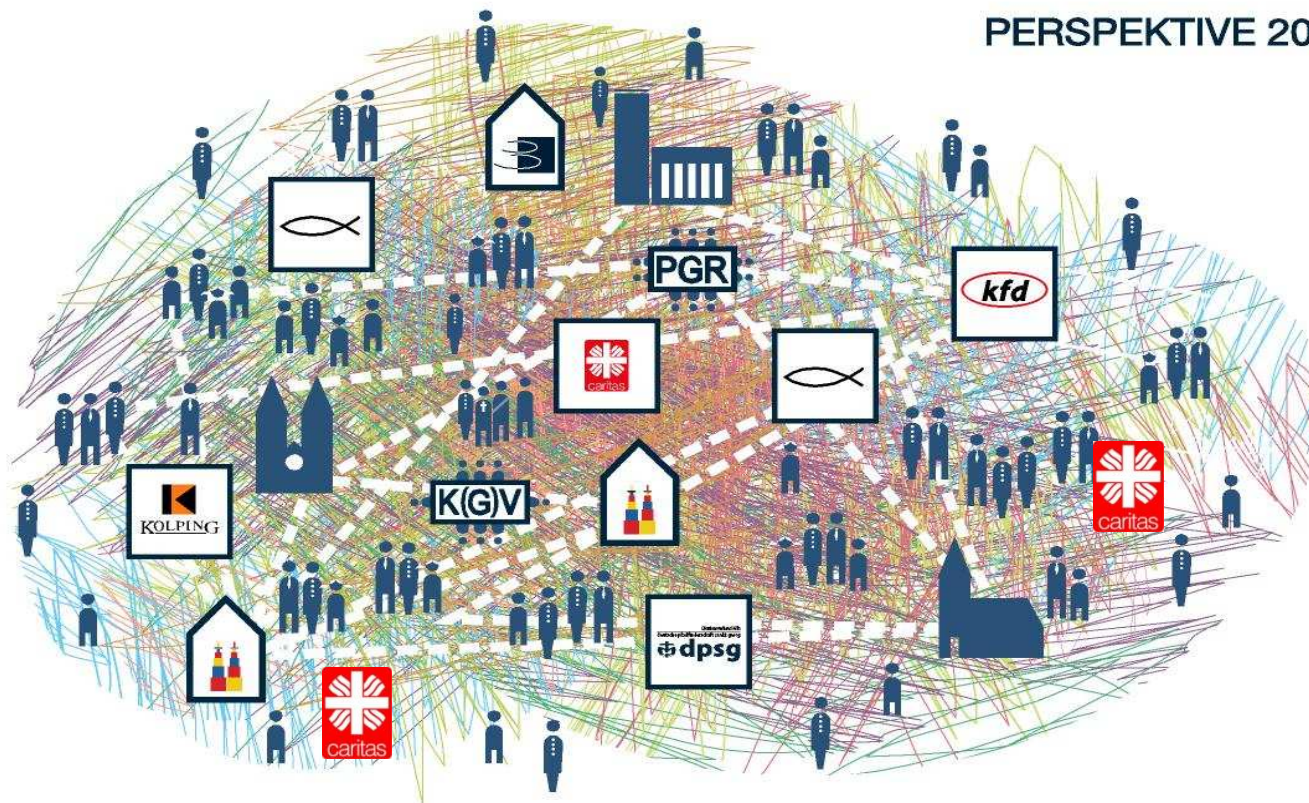 PERSPEKTIVE 20
PGR
kfd
caritas
KOLPING
K(G)V
caritas
dpsg
caritas